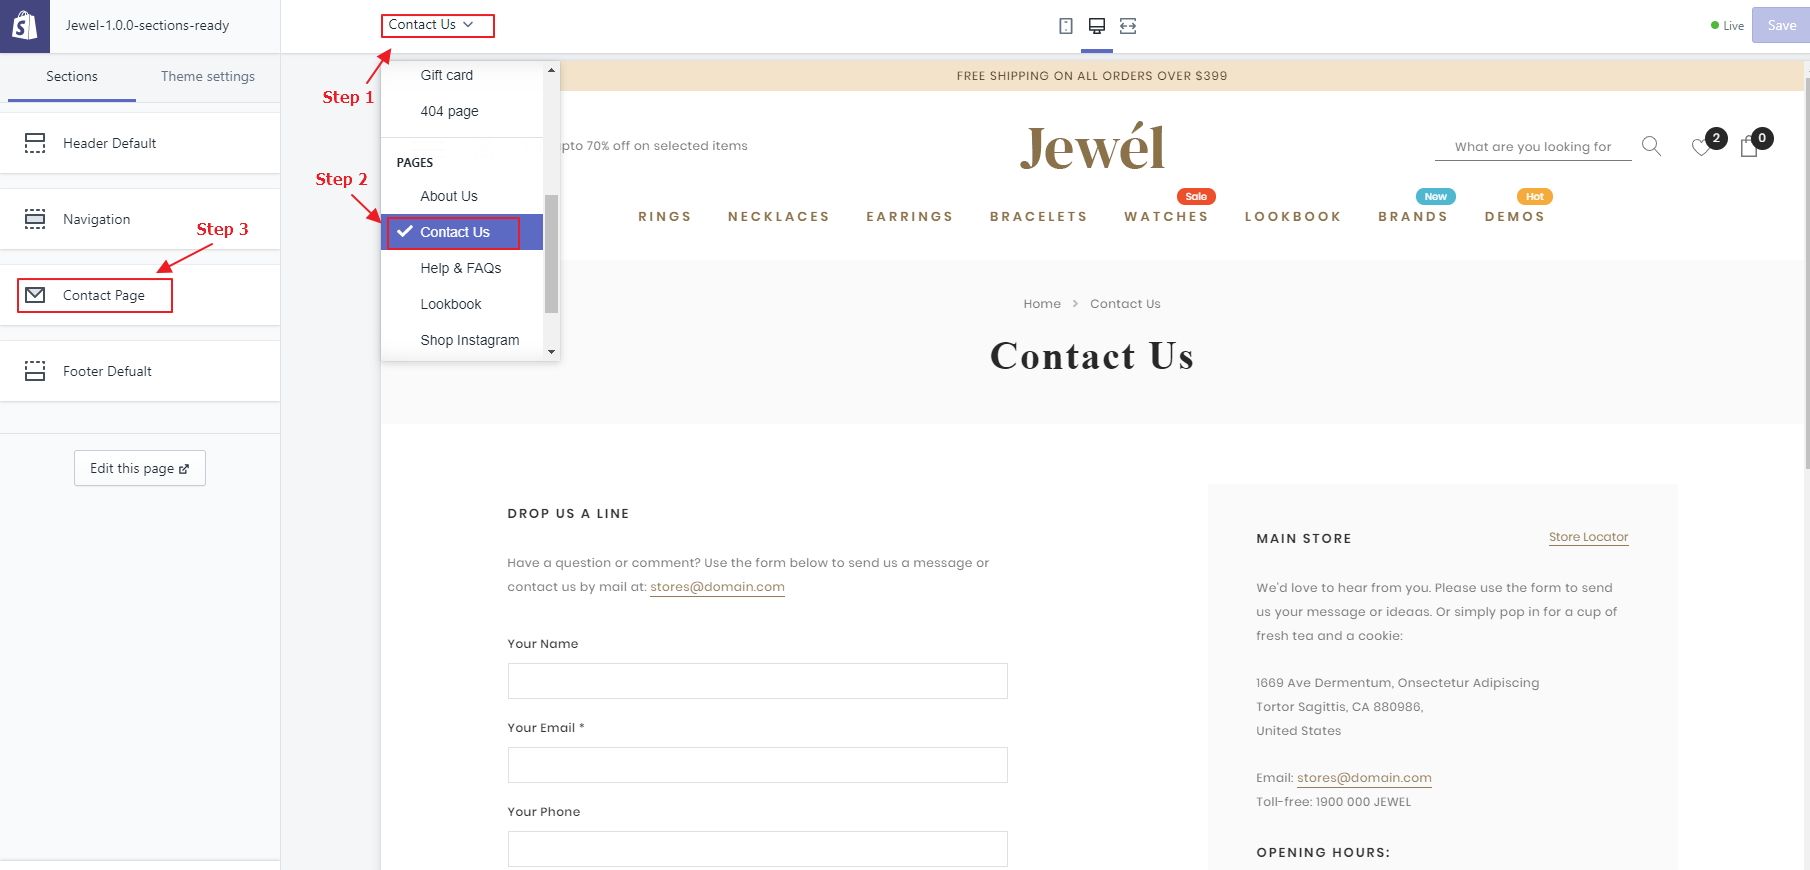 Jewel-1.0.0-sections-ready
Contact Us
Live
Save
Sections
Theme settings
Header Default
Navigation
Contact Page
Footer Defualt
Edit this page
Step 1
Step 2
Step 3
Gift card
404 page
PAGES
About Us
Contact Us
Help & FAQs
Lookbook
Shop Instagram
FREE SHIPPING ON ALL ORDERS OVER $399
upto 70% off on selected items
Jewél
What are you looking for
2
0
Sale
New
Hot
RINGS NECKLACES EARRINGS BRACELETS WATCHES LOOKBOOK BRANDS DEMOS
Home > Contact Us
Contact Us
DROP US A LINE
Have a question or comment? Use the form below to send us a message or
contact us by mail at: stores@domain.com
Your Name
Your Email *
Your Phone
MAIN STORE
Store Locator
We'd love to hear from you. Please use the form to send
us your message or ideaas. Or simply pop in for a cup of
fresh tea and a cookie:
1669 Ave Dermentum, Onsectetur Adipiscing
Tortor Sagittis, CA 880986,
United States
Email: stores@domain.com
Toll-free: 1900 000 JEWEL
OPENING HOURS: